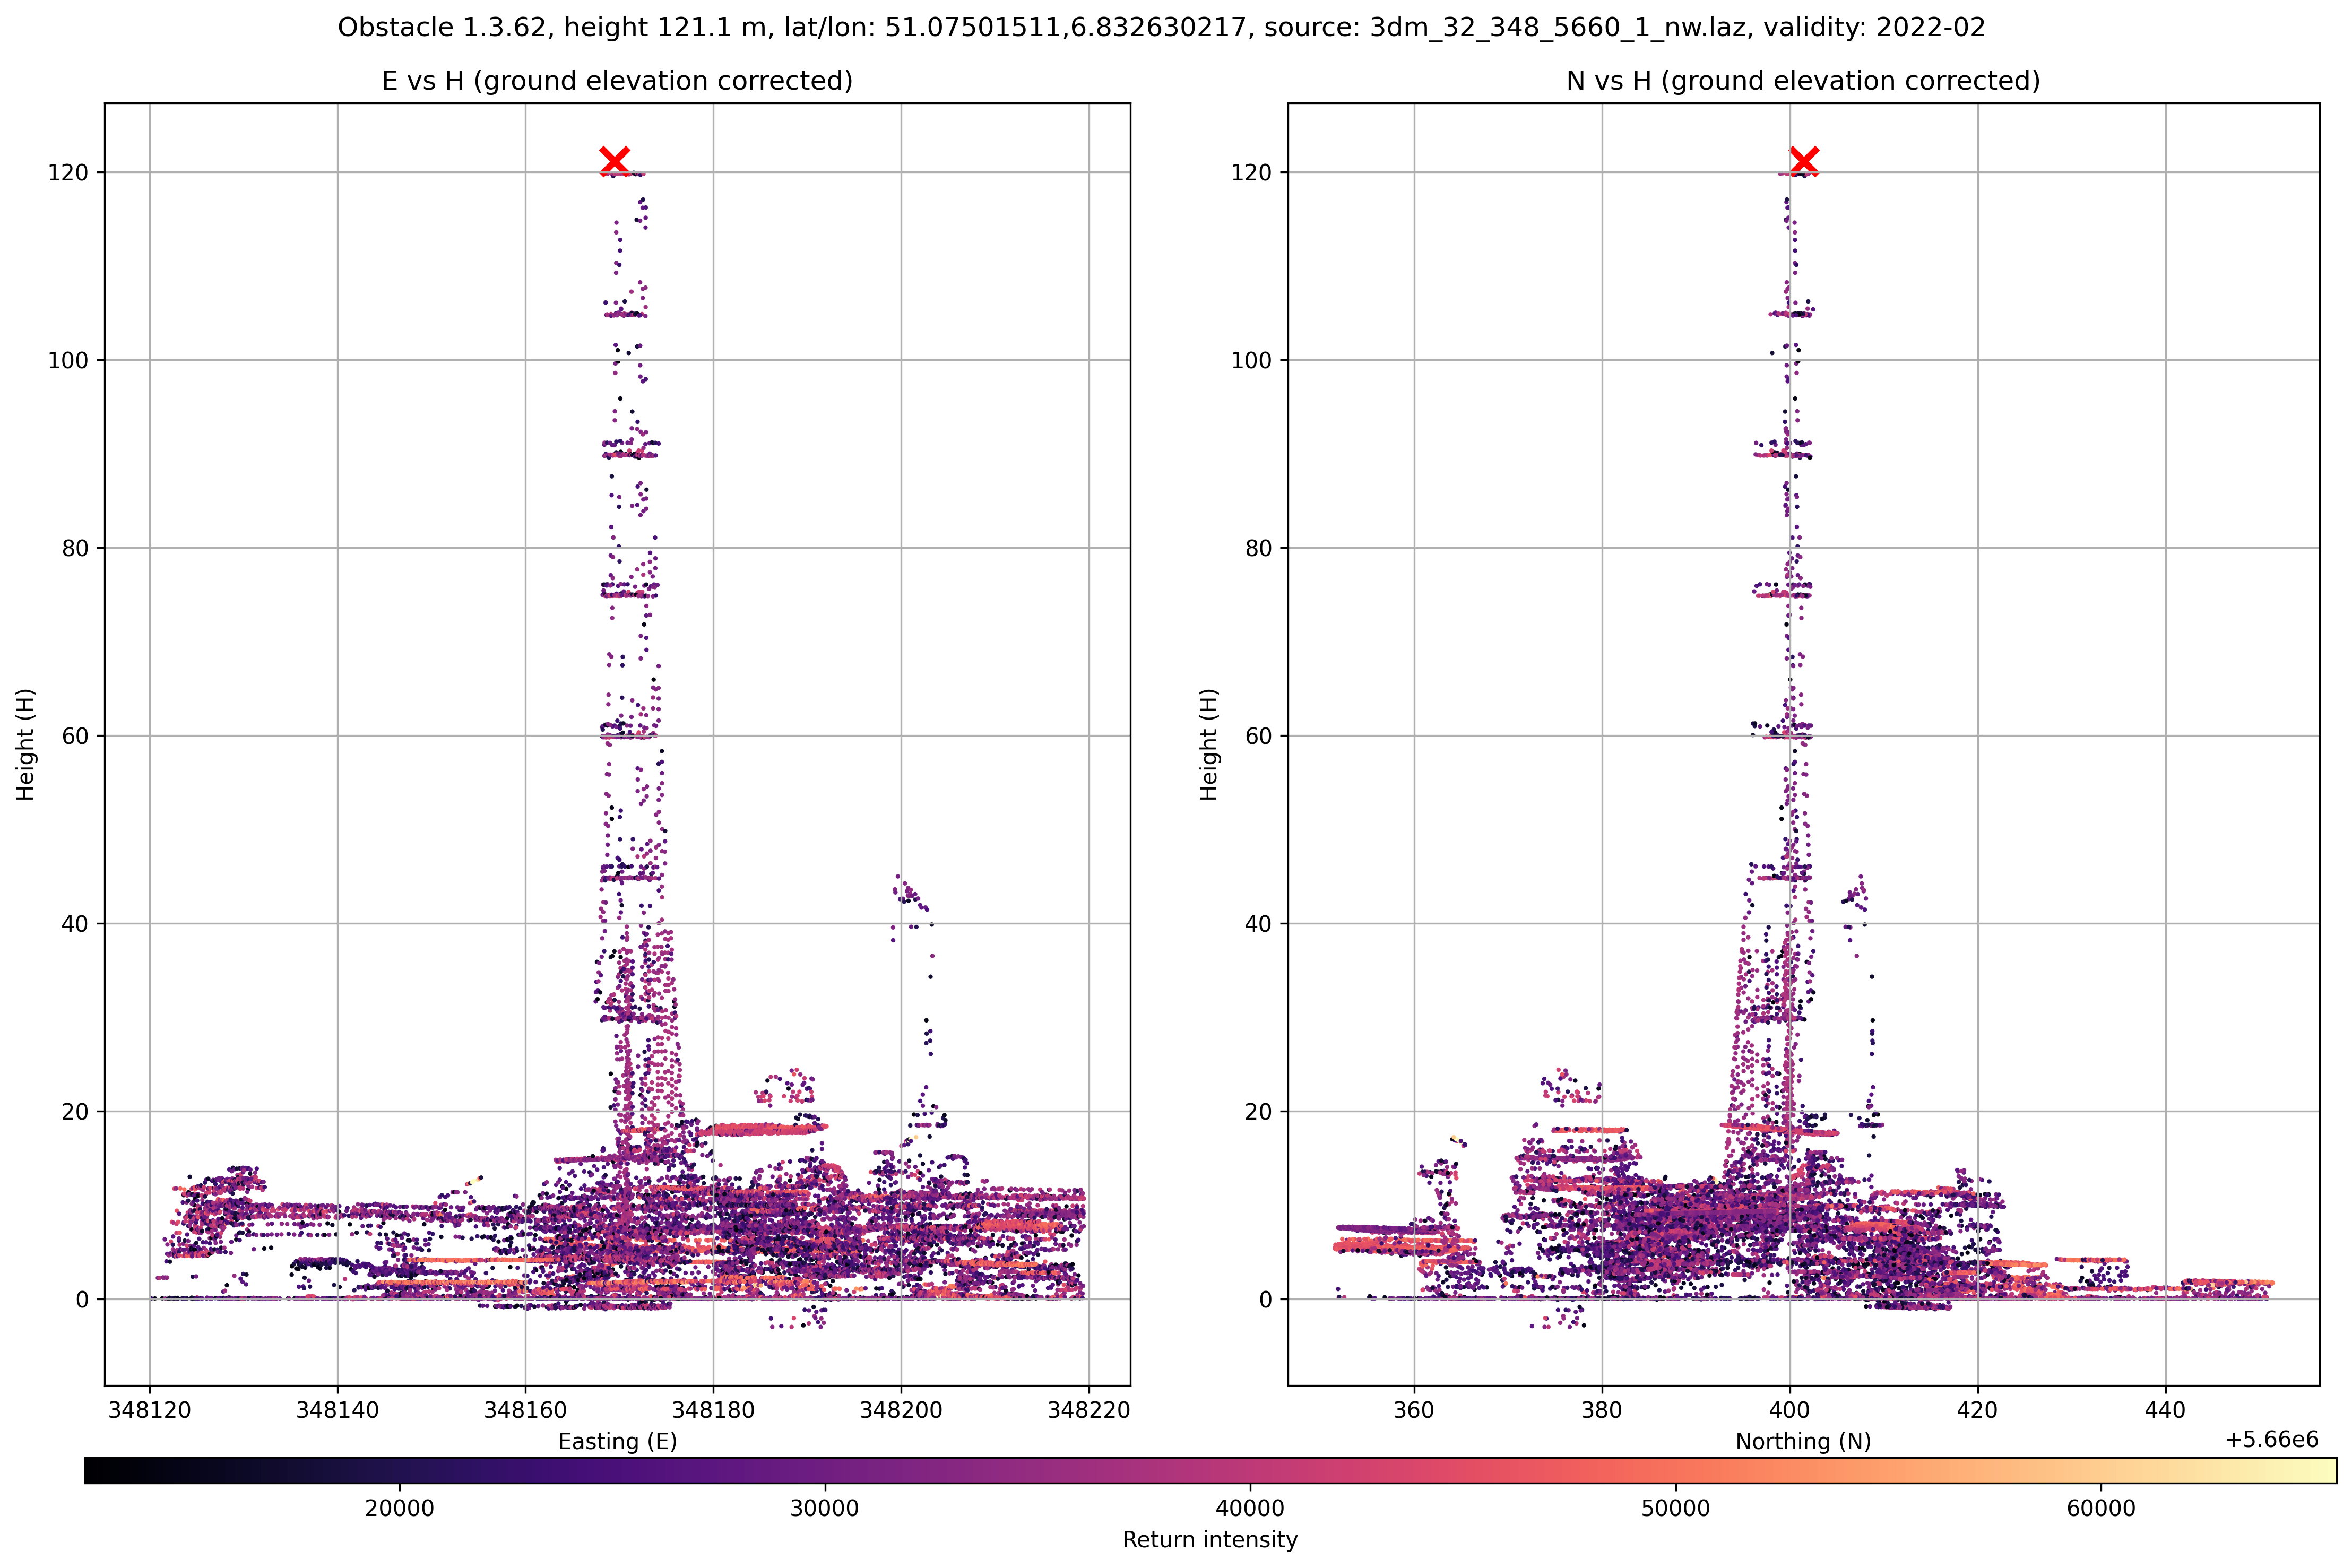 Obstacle 1.3.62, height 121.1 m, lat/lon: 51.07501511,6.832630217, source: 3dm_32_348_5660_1_nw.laz, validity: 2022-02
E vs H (ground elevation corrected)
120
100
80
60
40
20
0
Height (H)
348120 348140 348160 348180 348200 348220
Easting (E)
N vs H (ground elevation corrected)
120
100
80
60
40
20
0
Height (H)
360 380 400 420 440
Northing (N)
+5.66e6
20000 30000 40000 50000 60000
Return intensity